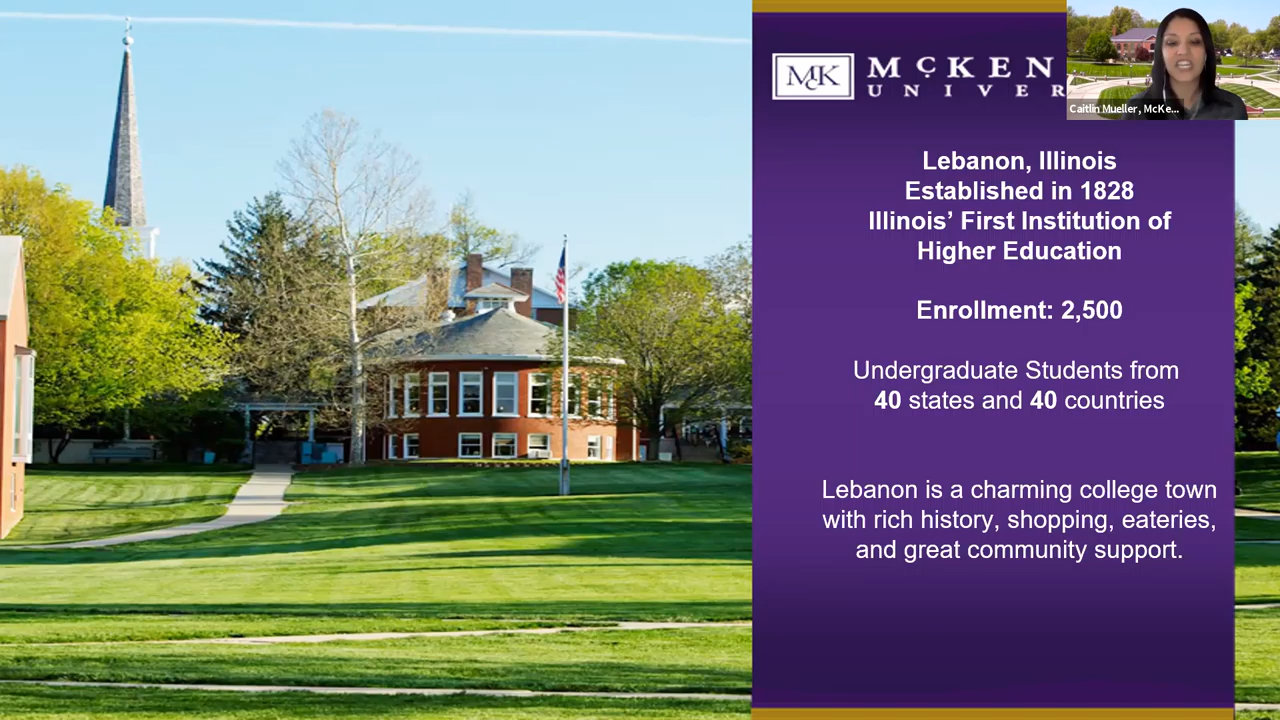 McK
McKEN
UNIVER
Caitlin Mueller, McKe...
Lebanon, Illinois
Established in 1828
Illinois’ First Institution of
Higher Education
Enrollment: 2,500
Undergraduate Students from
40 states and 40 countries
Lebanon is a charming college town
with rich history, shopping, eateries,
and great community support.